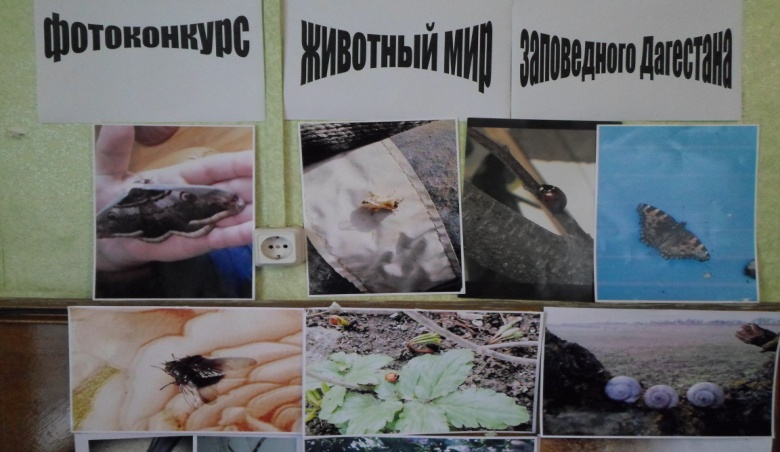 фотоконкурс
животный мир
заповедного Дагестана